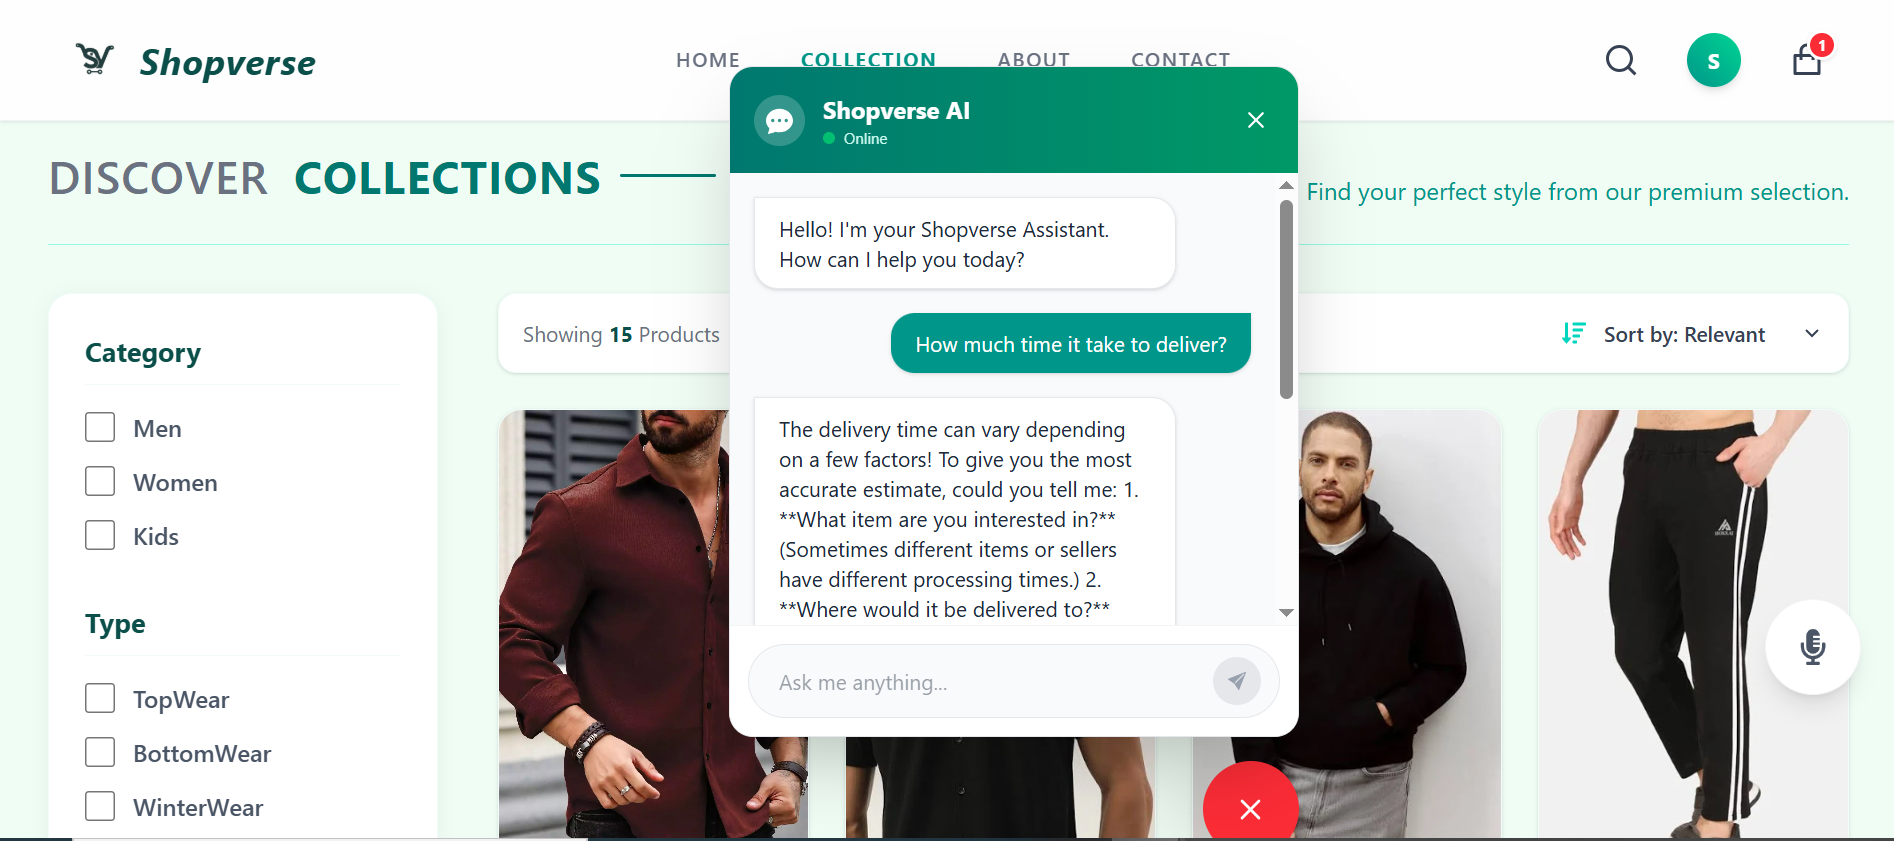 Shopverse
HOME
COLLECTION
ABOUT
CONTACT
S
1
DISCOVER COLLECTIONS
Find your perfect style from our premium selection.
Category
Men
Women
Kids
Type
TopWear
BottomWear
WinterWear
Showing 15 Products
Sort by: Relevant
Shopverse AI
Online
Hello! I'm your Shopverse Assistant.
How can I help you today?
How much time it take to deliver?
The delivery time can vary depending
on a few factors! To give you the most
accurate estimate, could you tell me: 1.
**What item are you interested in?**
(Sometimes different items or sellers
have different processing times.) 2.
**Where would it be delivered to?**
Ask me anything...